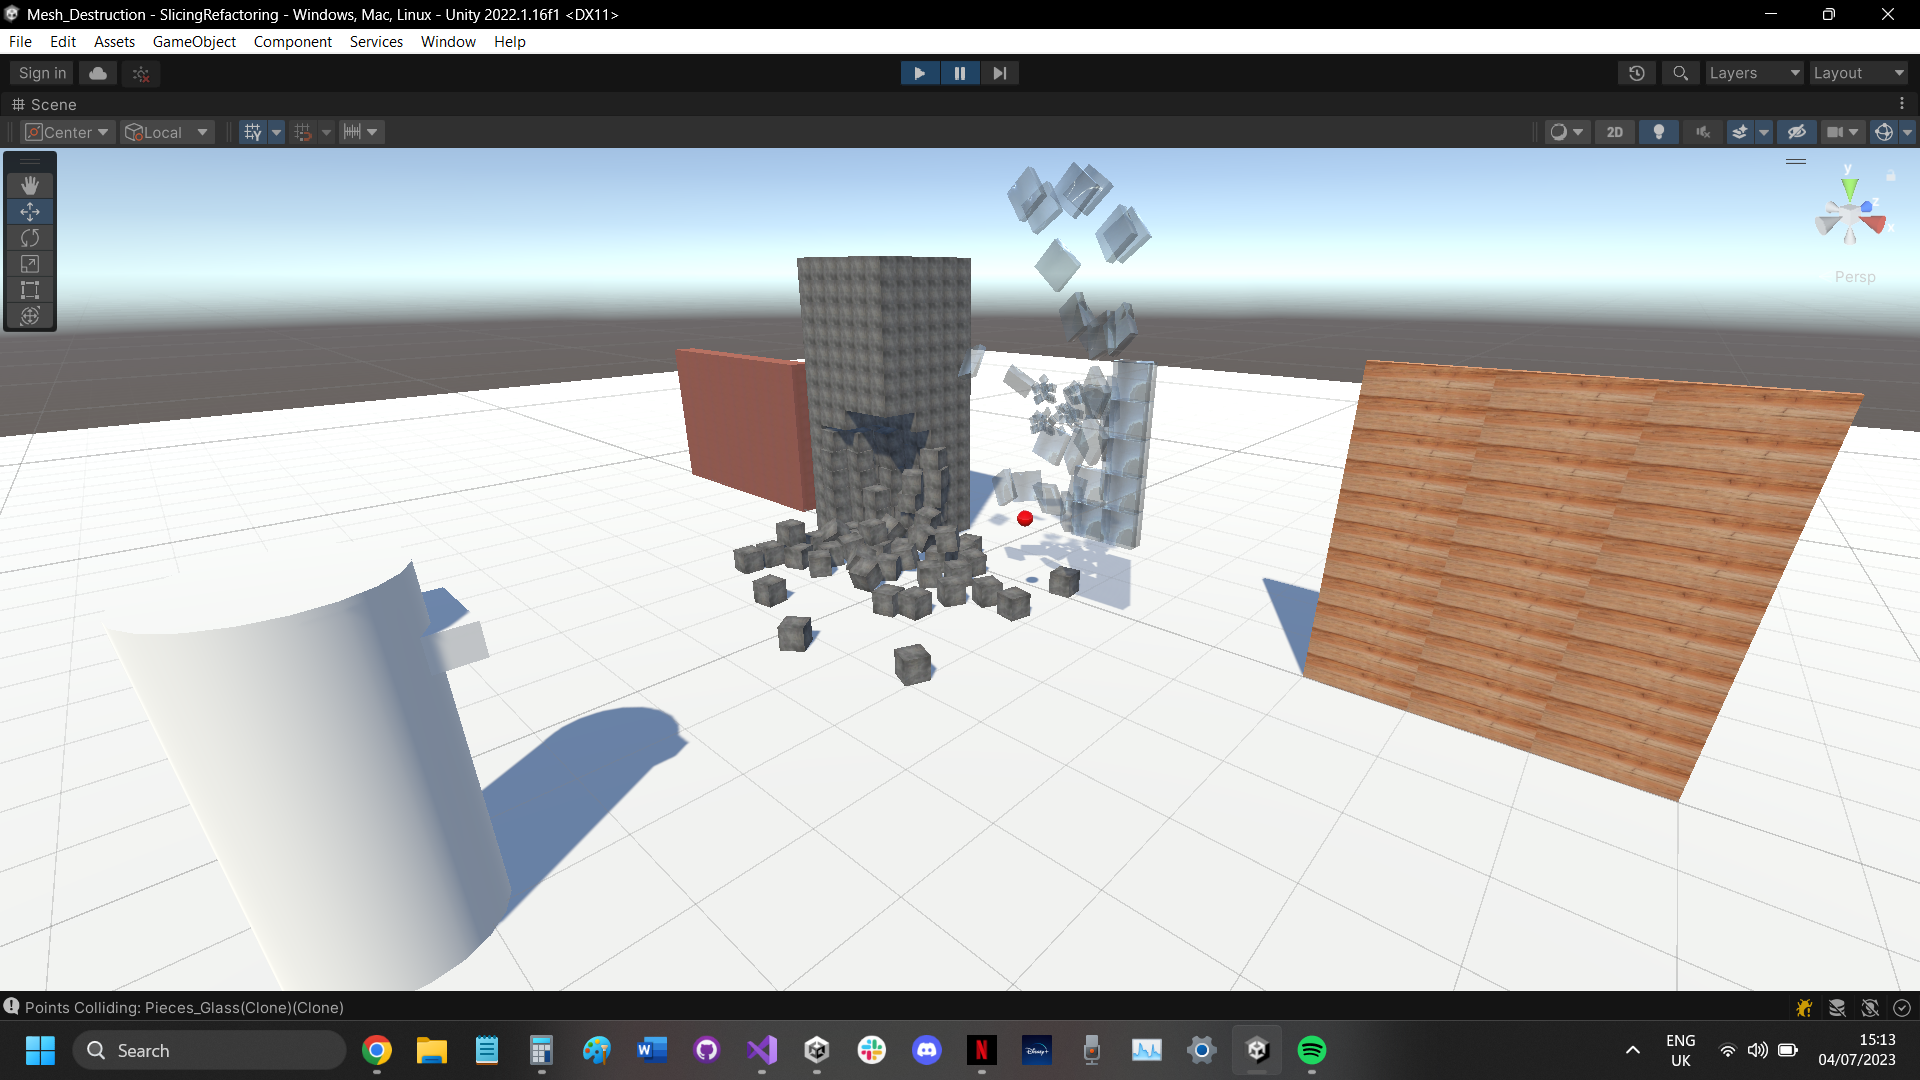 Mesh_Destruction - SlicingRefactoring - Windows, Mac, Linux - Unity 2022.1.16f1 <DX11>
File Edit Assets GameObject Component Services Window Help
Sign in Layers Layout
Scene
Center Local 2D
y
z
x
Persp
Points Colliding: Pieces_Glass(Clone)(Clone)
Search
W
N
Disney+
ENG
UK
15:13
04/07/2023